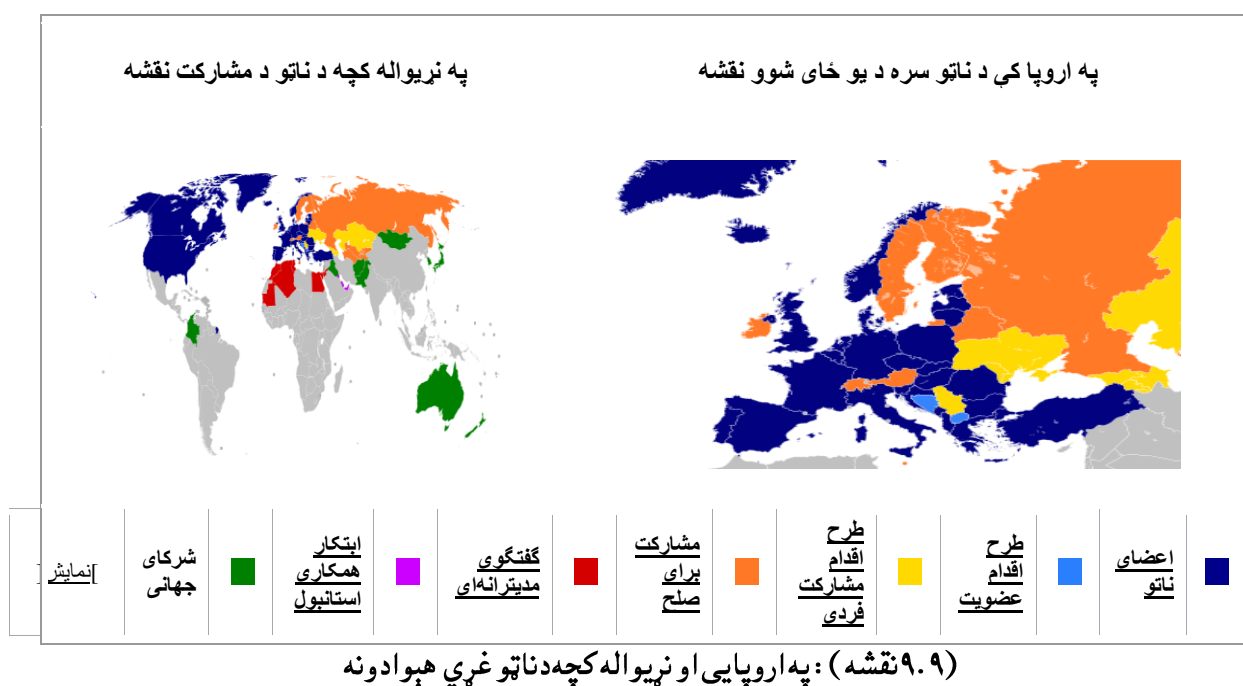 په اروپا کې د ناټو سره د یو ځای شوو نقشه
په نړیواله کچه د ناټو د مشارکت نقشه
اعضای
ناتو
طرح
اقدام
عضویت
طرح
اقدام
مشارکت
فردی
مشارکت
برای
صلح
گفتگوی
مدیترانه‌ای
ابتکار
همکاری
استانبول
شرکای
جهانی
]نمایش[
(۹.۹نقشه): په اروپایي او نړیواله کچه د ناټو غړي هېوادونه